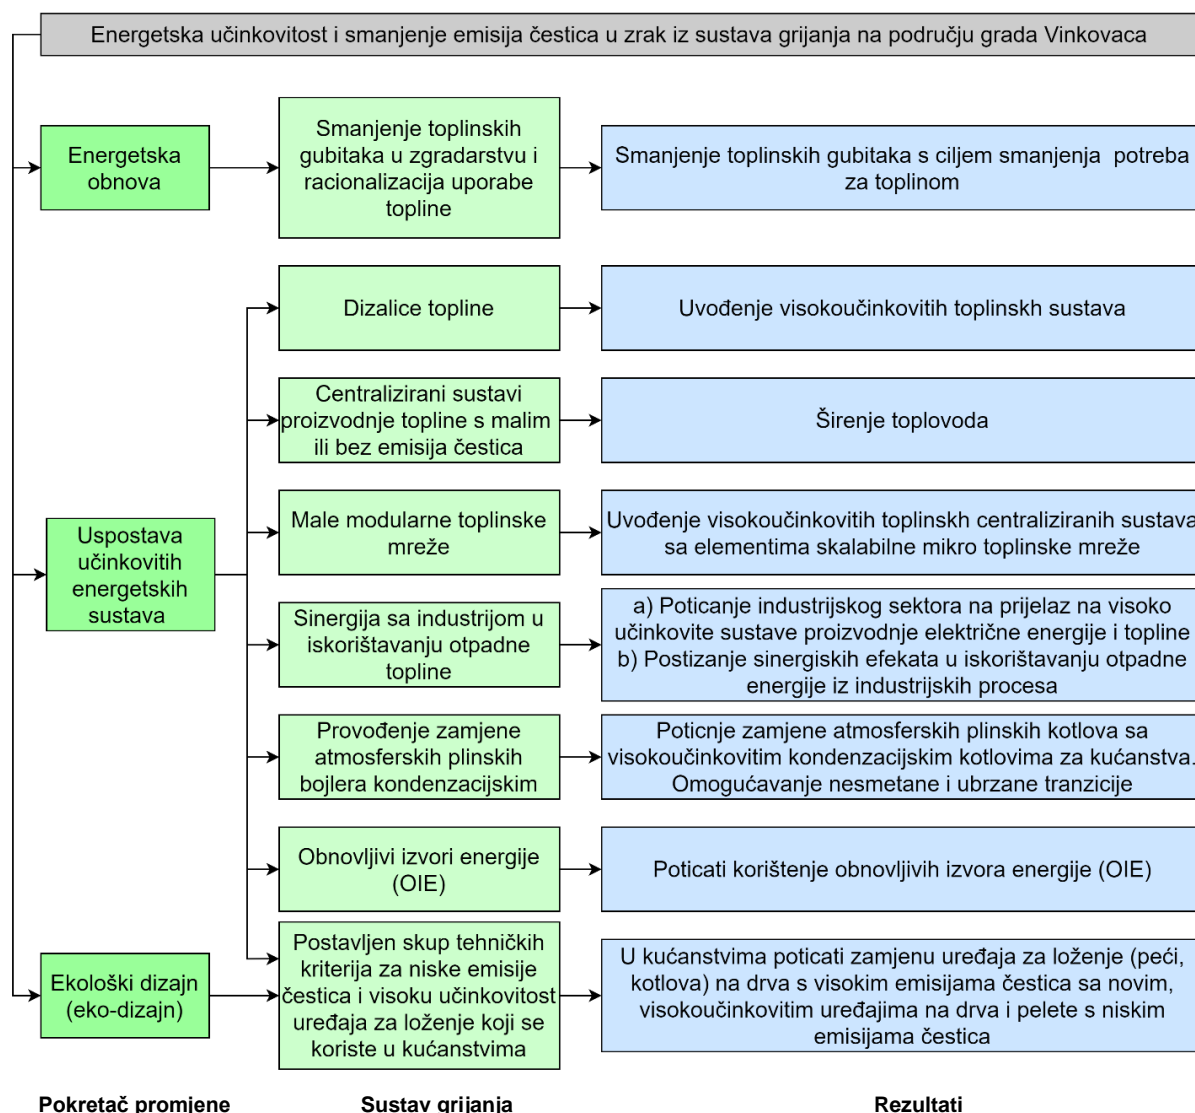 Energetska učinkovitost i smanjenje emisija čestica u zrak iz sustava grijanja na području grada Vinkovaca
Energetska
obnova
Smanjenje toplinskih
gubitaka u zgradarstvu i
racionalizacija uporabe
topline
Smanjenje toplinskih gubitaka s ciljem smanjenja potreba
za toplinom
Uspostava
učinkovitih
energetskih
sustava
Dizalice topline
Uvođenje visokoučinkovitih toplinskh sustava
Centralizirani sustavi
proizvodnje topline s malim
ili bez emisija čestica
Širenje toplovoda
Male modularne toplinske
mreže
Uvođenje visokoučinkovitih toplinskh centraliziranih sustava
sa elementima skalabilne mikro toplinske mreže
Sinergija sa industrijom u
iskorištavanju otpadne
topline
a) Poticanje industrijskog sektora na prijelaz na visoko
učinkovite sustave proizvodnje električne energije i topline
b) Postizanje sinergiskih efekata u iskorištavanju otpadne
energije iz industrijskih procesa
Provođenje zamjene
atmosferskih plinskih
bojlera kondenzacijskim
Poticnje zamjene atmosferskih plinskih kotlova sa
visokoučinkovitim kondenzacijskim kotlovima za kućanstva.
Omogućavanje nesmetane i ubrzane tranzicije
Obnovljivi izvori energije
(OIE)
Poticati korištenje obnovljivih izvora energije (OIE)
Ekološki dizajn
(eko-dizajn)
Postavljen skup tehničkih
kriterija za niske emisije
čestica i visoku učinkovitost
uređaja za loženje koji se
koriste u kućanstvima
U kućanstvima poticati zamjenu uređaja za loženje (peći,
kotlova) na drva s visokim emisijama čestica sa novim,
visokoučinkovitim uređajima na drva i pelete s niskim
emisijama čestica
Pokretač promjene
Sustav grijanja
Rezultati